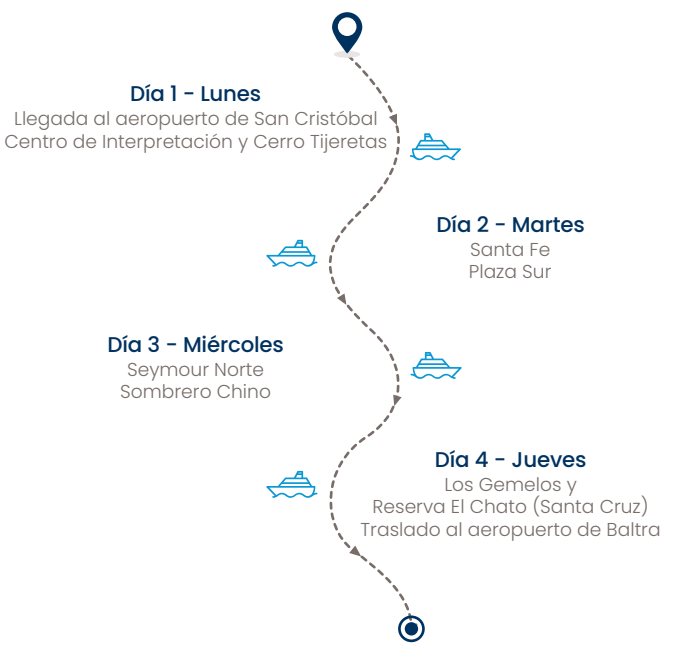 Día 1 - Lunes
Llegada al aeropuerto de San Cristóbal
Centro de Interpretación y Cerro Tijeretas
Día 2 - Martes
Santa Fe
Plaza Sur
Día 3 - Miércoles
Seymour Norte
Sombrero Chino
Día 4 - Jueves
Los Gemelos y
Reserva El Chato (Santa Cruz)
Traslado al aeropuerto de Baltra